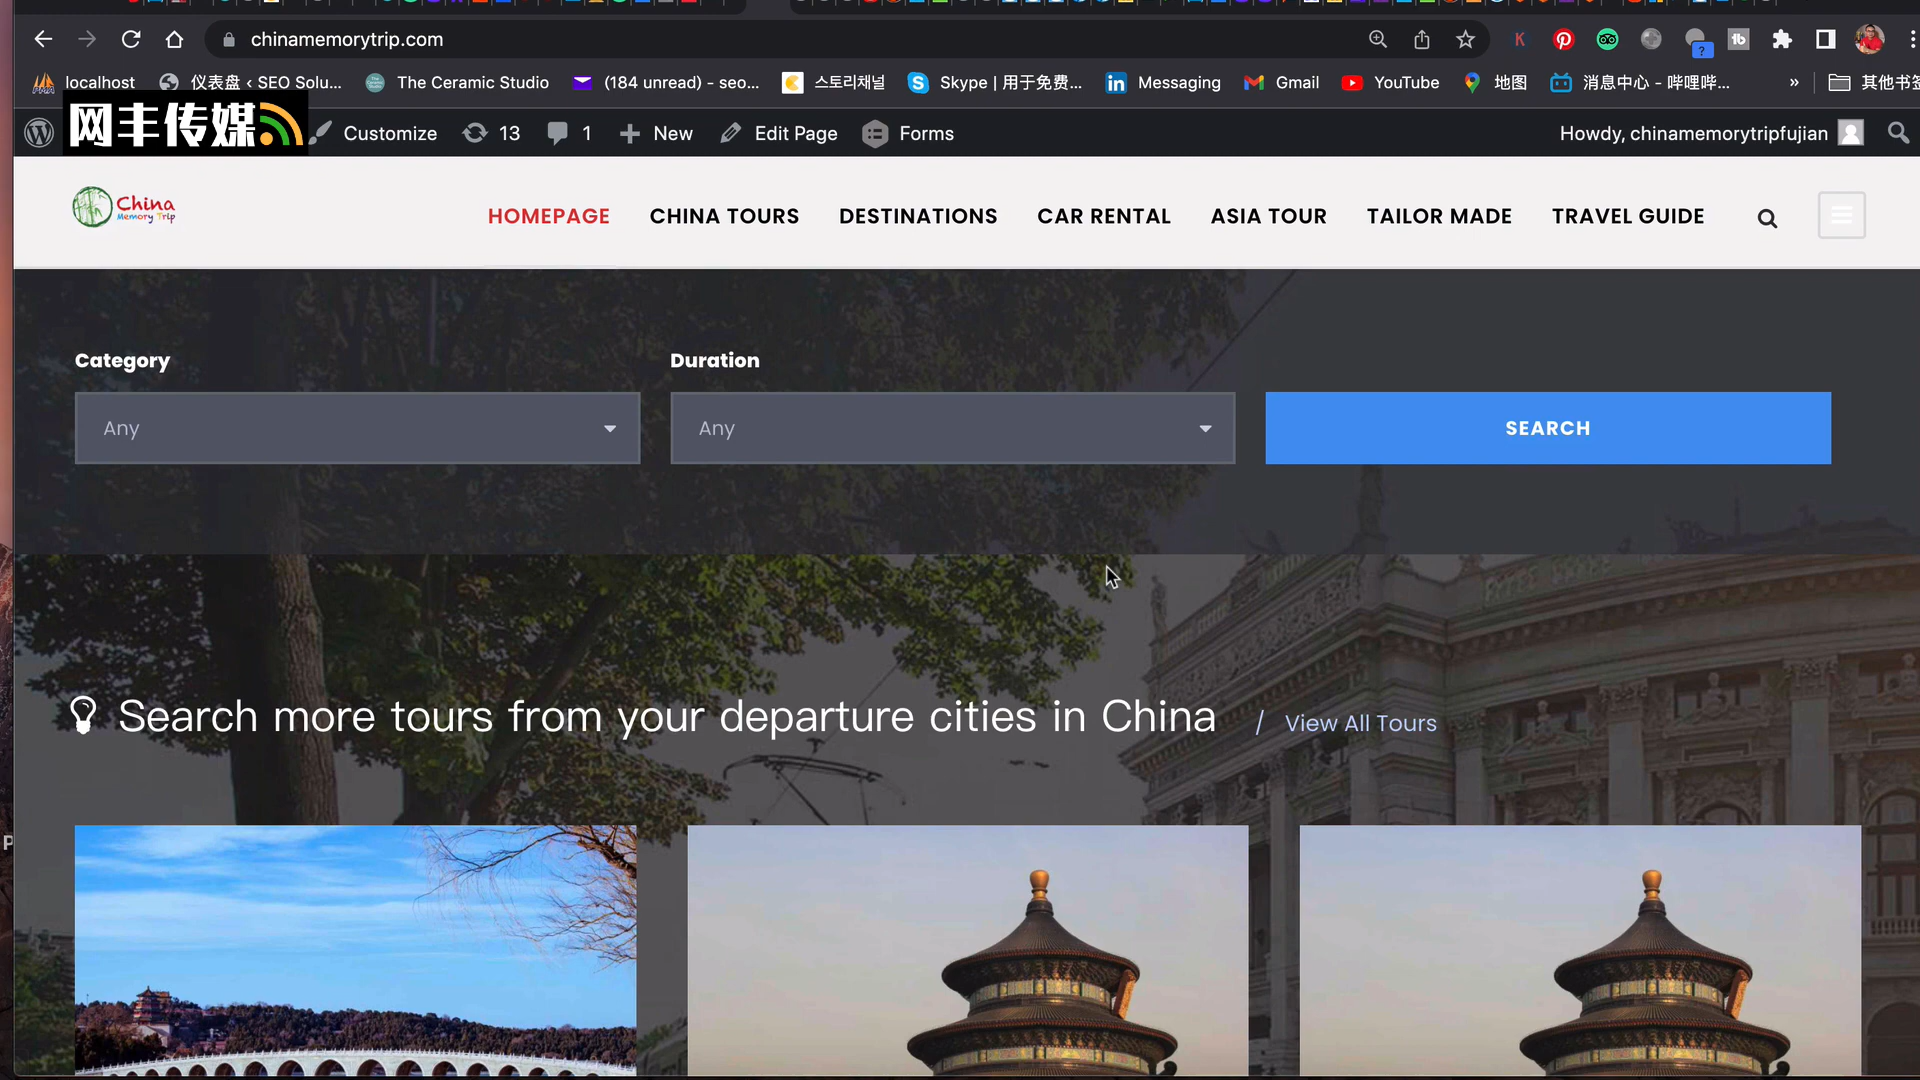 chinamemorytrip.com
localhost 仪表盘 ‹ SEO Solu... The Ceramic Studio (184 unread) - seo... 스토리채널 Skype | 用于免费... Messaging Gmail YouTube 地图 消息中心 - 哔哩哔... » 其他书签
网丰传媒 Customize 13 1 New Edit Page Forms Howdy, chinamemorytripfujian
China
Memory Trip
HOMEPAGE CHINA TOURS DESTINATIONS CAR RENTAL ASIA TOUR TAILOR MADE TRAVEL GUIDE
Category Duration
Any Any SEARCH
Search more tours from your departure cities in China / View All Tours